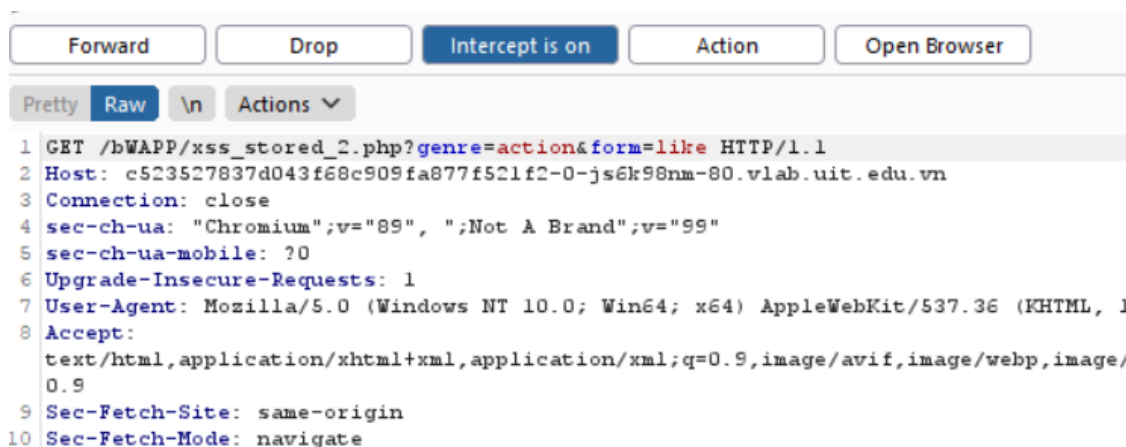 Forward Drop Intercept is on Action Open Browser
Pretty Raw \n Actions
1 GET /bWAPP/xss_stored_2.php?genre=action&form=like HTTP/1.1
2 Host: c523527837d043f68c909fa877f521f2-0-js6k98nm-80.vlab.uit.edu.vn
3 Connection: close
4 sec-ch-ua: "Chromium";v="89", ";Not A Brand";v="99"
5 sec-ch-ua-mobile: ?0
6 Upgrade-Insecure-Requests: 1
7 User-Agent: Mozilla/5.0 (Windows NT 10.0; Win64; x64) AppleWebKit/537.36 (KHTML,
8 Accept:
text/html,application/xhtml+xml,application/xml;q=0.9,image/avif,image/webp,image/
0.9
9 Sec-Fetch-Site: same-origin
10 Sec-Fetch-Mode: navigate